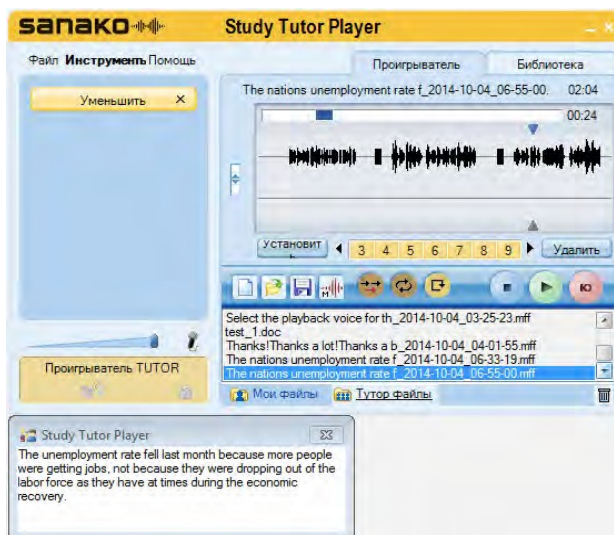 sanako Study Tutor Player
Файл Инструменть Помощь
Проигрыватель Библиотека
Уменьшить
The nations unemployment rate f_2014-10-04_06-55-00. 02:04
00:24
Установит ь 3 4 5 6 7 8 9 Удалить
M
Ю
Select the playback voice for th_2014-10-04_03-25-23.mff
test_1.doc
Thanks!Thanks a lot!Thanks a b_2014-10-04_04-01-55.mff
The nations unemployment rate f_2014-10-04_06-33-19.mff
The nations unemployment rate f_2014-10-04_06-55-00.mff
Проигрыватель TUTOR
Мои файлы Тутор файлы
Study Tutor Player
The unemployment rate fell last month because more people
were getting jobs, not because they were dropping out of the
labor force as they have at times during the economic
recovery.